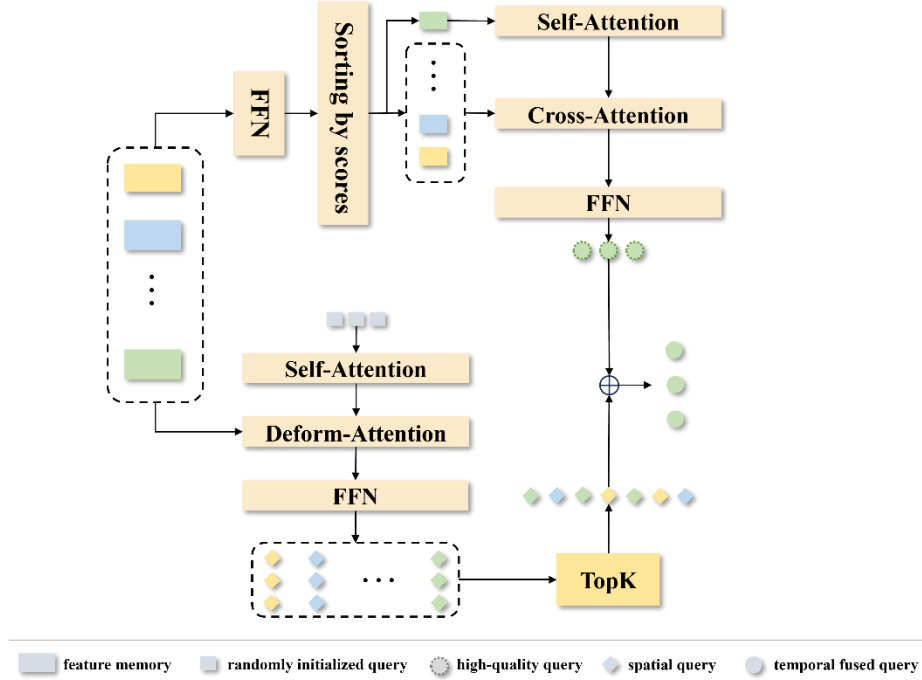 Self-Attention
FFN
Sorting by scores
Cross-Attention
FFN
Self-Attention
Deform-Attention
FFN
TopK
feature memory
randomly initialized query
high-quality query
spatial query
temporal fused query